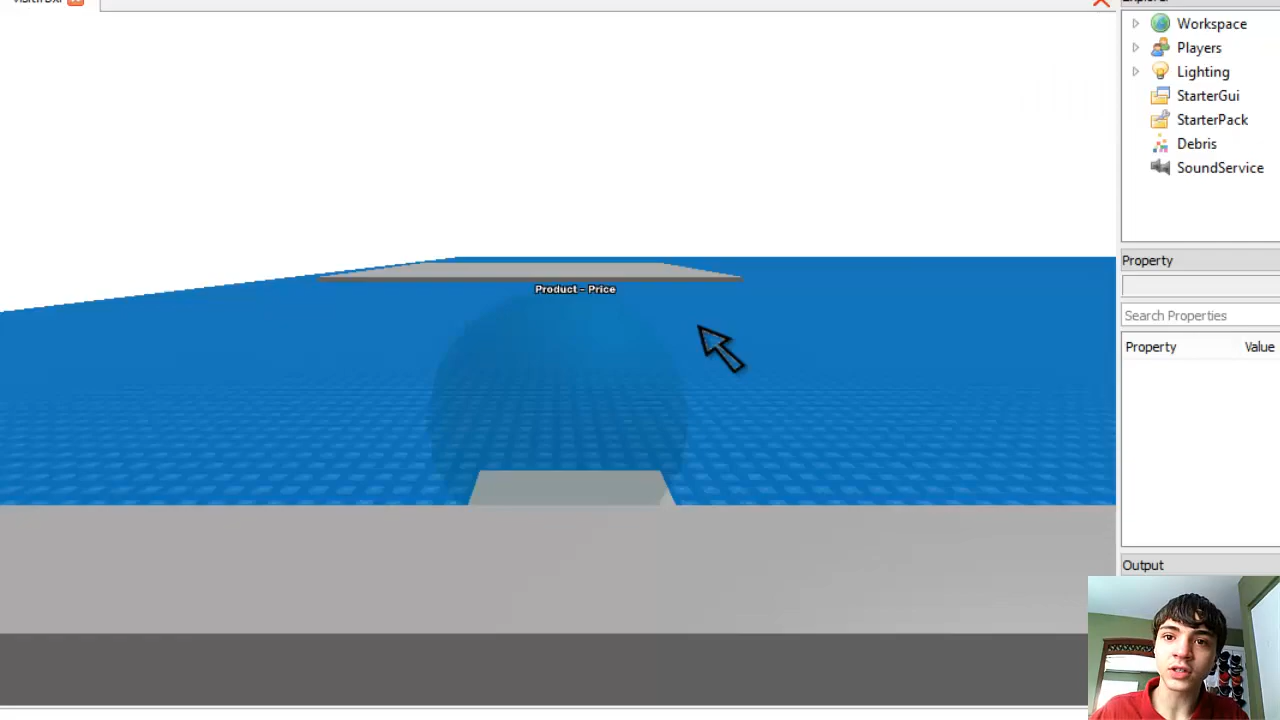 Workspace
Players
Lighting
StarterGui
StarterPack
Debris
SoundService
Property
Search Properties
Property Value
Output
Product - Price